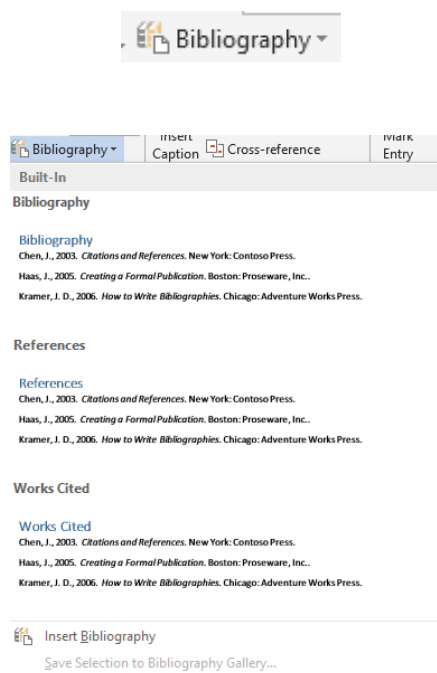 Bibliography
Bibliography Insert Mark
Caption Cross-reference Entry
Built-In
Bibliography
Bibliography
Chen, J., 2003. Citations and References. New York: Contoso Press.
Haas, J., 2005. Creating a Formal Publication. Boston: Proseware, Inc..
Kramer, J. D., 2006. How to Write Bibliographies. Chicago: Adventure Works Press.
References
References
Chen, J., 2003. Citations and References. New York: Contoso Press.
Haas, J., 2005. Creating a Formal Publication. Boston: Proseware, Inc..
Kramer, J. D., 2006. How to Write Bibliographies. Chicago: Adventure Works Press.
Works Cited
Works Cited
Chen, J., 2003. Citations and References. New York: Contoso Press.
Haas, J., 2005. Creating a Formal Publication. Boston: Proseware, Inc..
Kramer, J. D., 2006. How to Write Bibliographies. Chicago: Adventure Works Press.
Insert Bibliography
Save Selection to Bibliography Gallery...